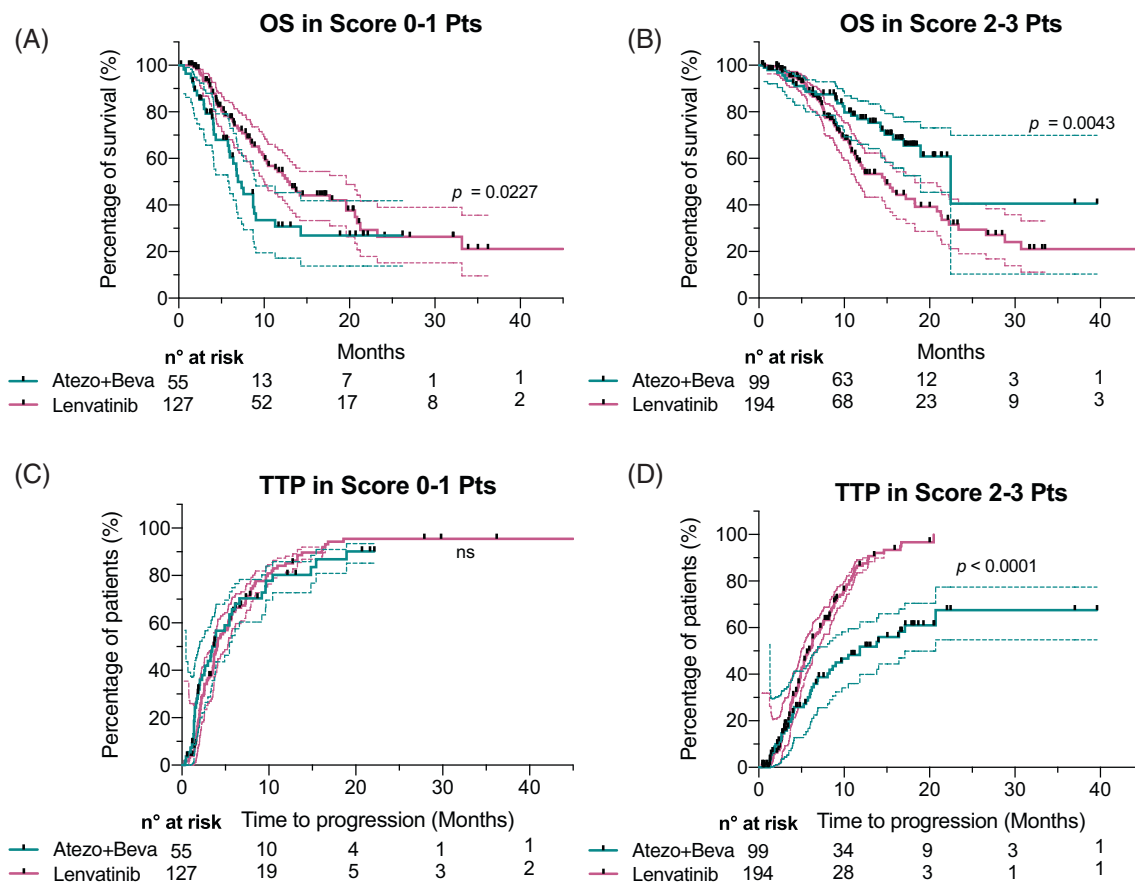 (A)
OS in Score 0-1 Pts
Percentage of survival (%)
100
80
60
40
20
0
p = 0.0227
0 10 20 30 40
Months
n° at risk
Atezo+Beva 55 13 7 1 1
Lenvatinib 127 52 17 8 2
(B)
OS in Score 2-3 Pts
Percentage of survival (%)
100
80
60
40
20
0
p = 0.0043
0 10 20 30 40
Months
n° at risk
Atezo+Beva 99 63 12 3 1
Lenvatinib 194 68 23 9 3
(C)
TTP in Score 0-1 Pts
Percentage of patients (%)
100
80
60
40
20
0
ns
0 10 20 30 40
Time to progression (Months)
n° at risk
Atezo+Beva 55 10 4 1 1
Lenvatinib 127 19 5 3 2
(D)
TTP in Score 2-3 Pts
Percentage of patients (%)
100
80
60
40
20
0
p < 0.0001
0 10 20 30 40
Time to progression (Months)
n° at risk
Atezo+Beva 99 34 9 3 1
Lenvatinib 194 28 3 1 1